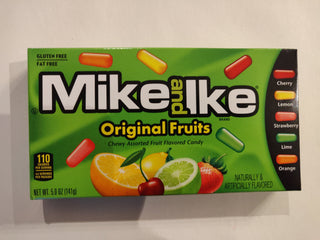 GLUTEN FREE
FAT FREE
Mike and Ike
BRAND
Original Fruits
Chewy Assorted Fruit Flavored Candy
Cherry
Lemon
Strawberry
Lime
Orange
110
NATURALLY &
ARTIFICIALLY FLAVORED
NET WT. 5.0 OZ (141g)